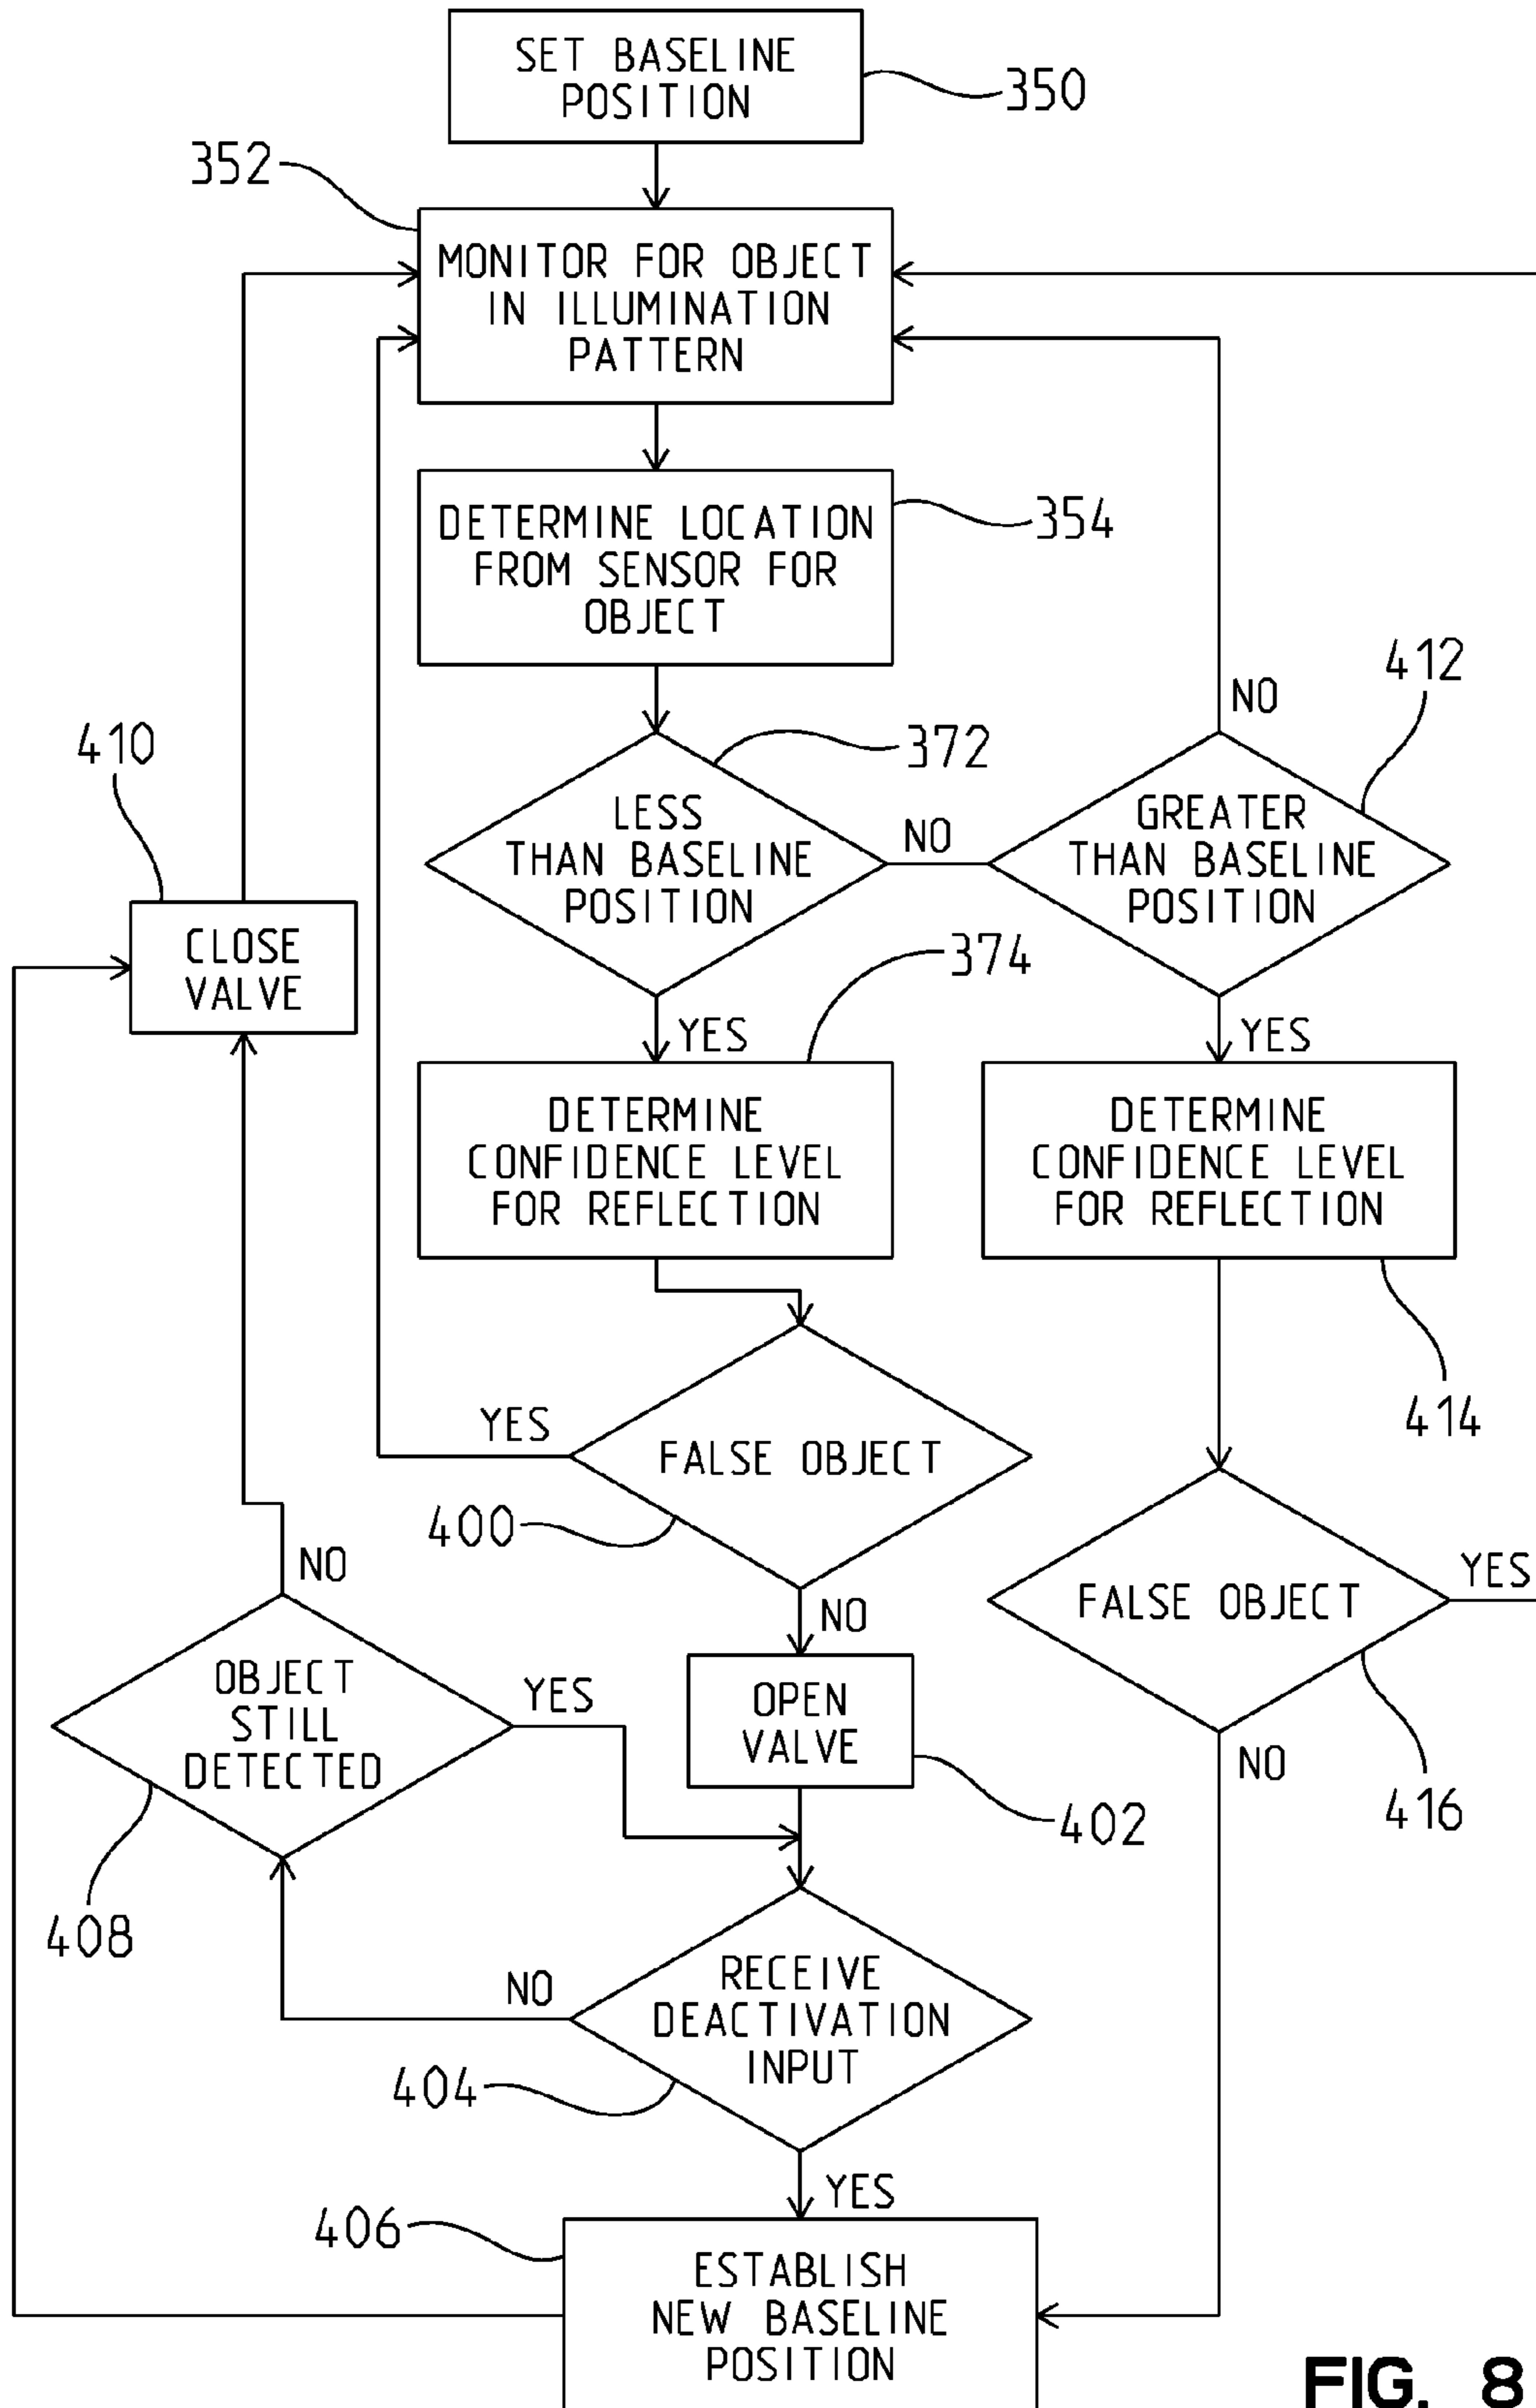 SET BASELINE
POSITION
350
352
MONITOR FOR OBJECT
IN ILLUMINATION
PATTERN
DETERMINE LOCATION
FROM SENSOR FOR
OBJECT
354
412
NO
410
372
LESS
THAN BASELINE
POSITION
NO
GREATER
THAN BASELINE
POSITION
CLOSE
VALVE
374
YES
YES
DETERMINE
CONFIDENCE LEVEL
FOR REFLECTION
DETERMINE
CONFIDENCE LEVEL
FOR REFLECTION
414
YES
FALSE OBJECT
400
NO
NO
FALSE OBJECT
YES
OBJECT
STILL
DETECTED
YES
OPEN
VALVE
NO
416
402
408
NO
RECEIVE
DEACTIVATION
INPUT
404
YES
406
ESTABLISH
NEW BASELINE
POSITION
FIG. 8